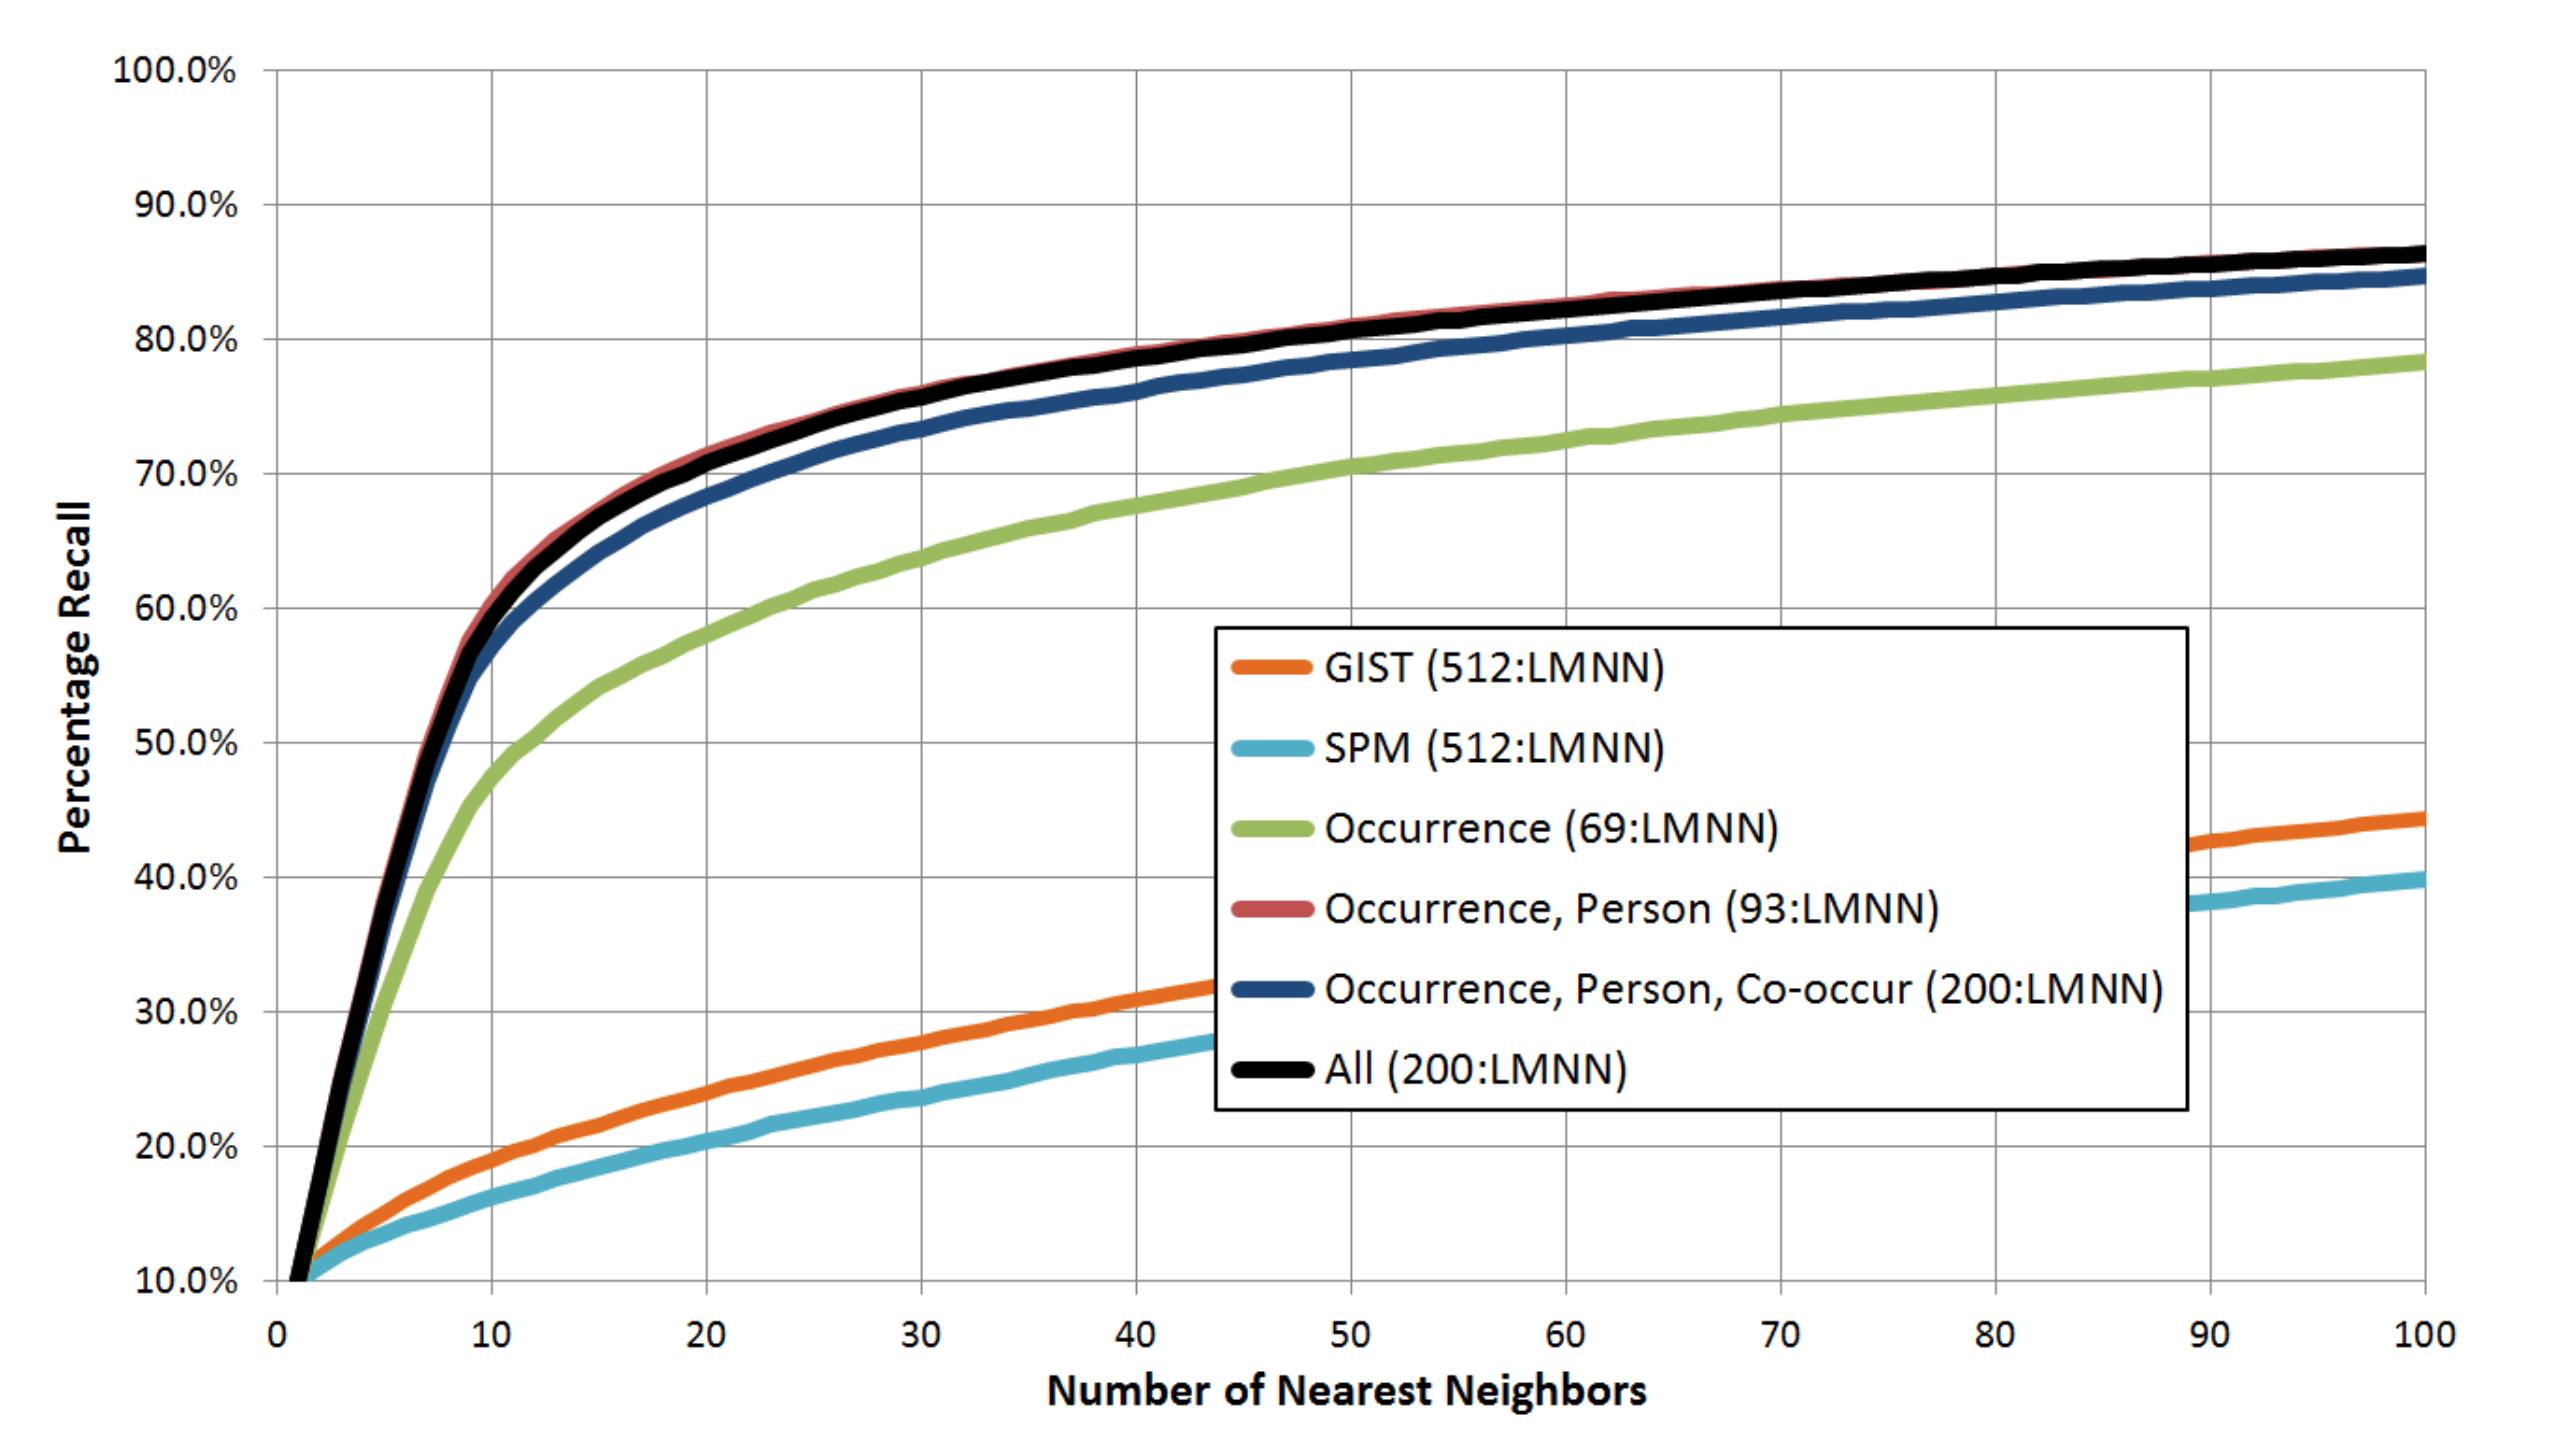 100.0%
90.0%
80.0%
70.0%
60.0%
50.0%
40.0%
30.0%
20.0%
10.0%
Percentage Recall
GIST (512:LMNN)
SPM (512:LMNN)
Occurrence (69:LMNN)
Occurrence, Person (93:LMNN)
Occurrence, Person, Co-occur (200:LMNN)
All (200:LMNN)
0 10 20 30 40 50 60 70 80 90 100
Number of Nearest Neighbors